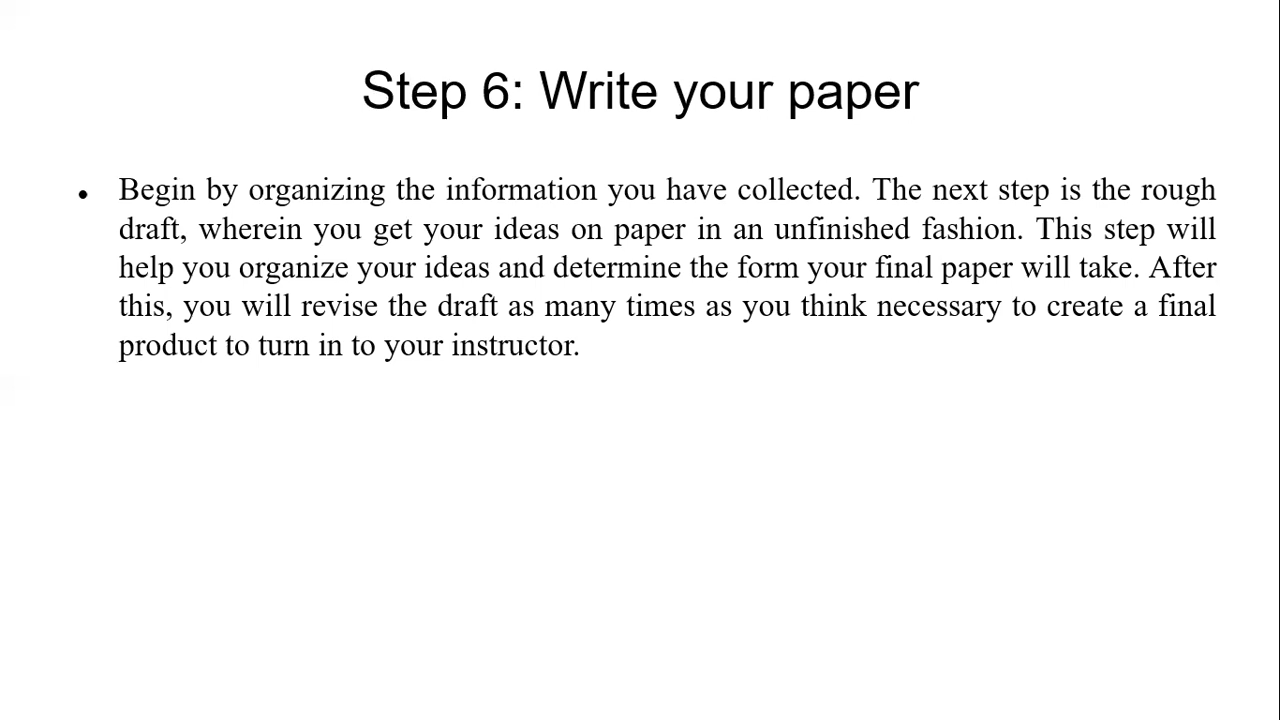 Step 6: Write your paper
• Begin by organizing the information you have collected. The next step is the rough
draft, wherein you get your ideas on paper in an unfinished fashion. This step will
help you organize your ideas and determine the form your final paper will take. After
this, you will revise the draft as many times as you think necessary to create a final
product to turn in to your instructor.